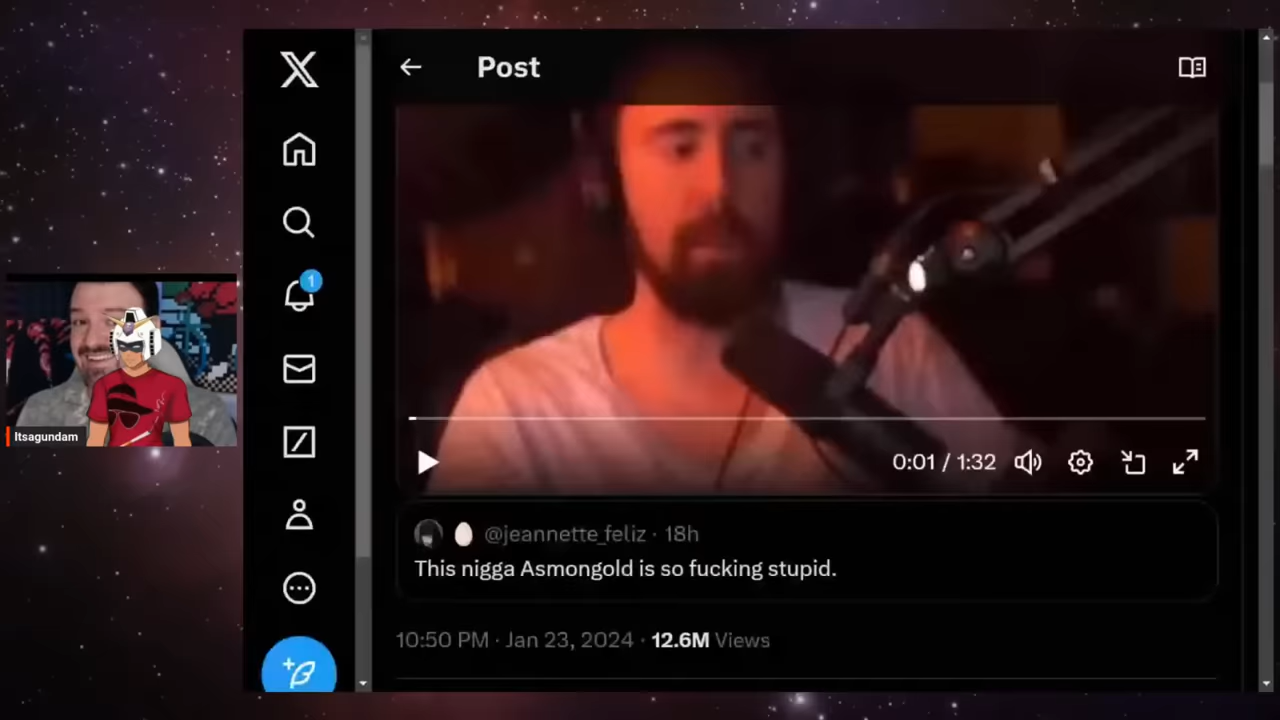 Post
1
0:01 / 1:32
@jeannette_feliz · 18h
This nigga Asmongold is so fucking stupid.
Itsagundam
10:50 PM · Jan 23, 2024 · 12.6M Views